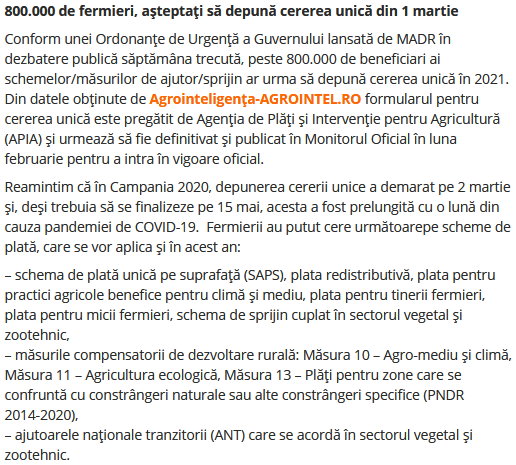 800.000 de fermieri, așteptați să depună cererea unică din 1 martie
Conform unei Ordonanțe de Urgență a Guvernului lansată de MADR în
dezbatere publică săptămâna trecută, peste 800.000 de beneficiari ai
schemelor/măsurilor de ajutor/sprijin ar urma să depună cererea unică în 2021.
Din datele obținute de Agrointeligența-AGROINTEL.RO formularul pentru
cererea unică este pregătit de Agenția de Plăți și Intervenție pentru Agricultură
(APIA) și urmează să fie definitivat și publicat în Monitorul Oficial în luna
februarie pentru a intra în vigoare oficial.
Reamintim că în Campania 2020, depunerea cererii unice a demarat pe 2 martie
și, deși trebuia să se finalizeze pe 15 mai, acesta a fost prelungită cu o lună din
cauza pandemiei de COVID-19.  Fermierii au putut cere următoarepe scheme de
plată, care se vor aplica și în acest an:
– schema de plată unică pe suprafață (SAPS), plata redistributivă, plata pentru
practici agricole benefice pentru climă și mediu, plata pentru tinerii fermieri,
plata pentru micii fermieri, schema de sprijin cuplat în sectorul vegetal și
zootehnic,
– măsurile compensatorii de dezvoltare rurală: Măsura 10 – Agro-mediu și climă,
Măsura 11 – Agricultura ecologică, Măsura 13 – Plăți pentru zone care se
confruntă cu constrângeri naturale sau alte constrângeri specifice (PNDR
2014-2020),
– ajutoarele naționale tranzitorii (ANT) care se acordă în sectorul vegetal și
zootehnic.